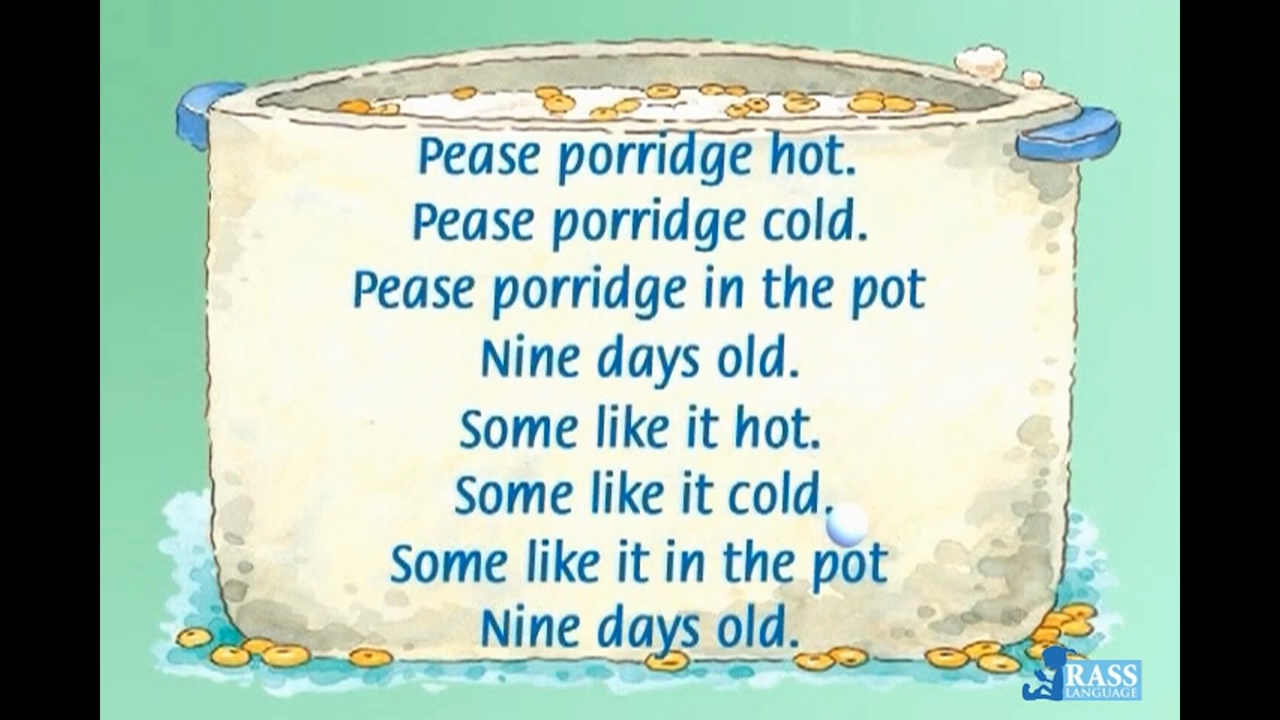 Pease porridge hot.
Pease porridge cold.
Pease porridge in the pot
Nine days old.
Some like it hot.
Some like it cold.
Some like it in the pot
Nine days old.
RASS
LANGUAGE